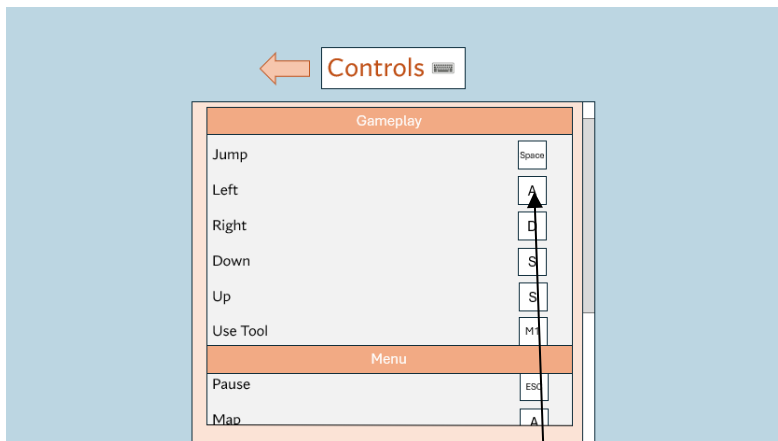 Controls
Gameplay
Jump Space
Left A
Right D
Down S
Up S
Use Tool M1
Menu
Pause ESC
Map A